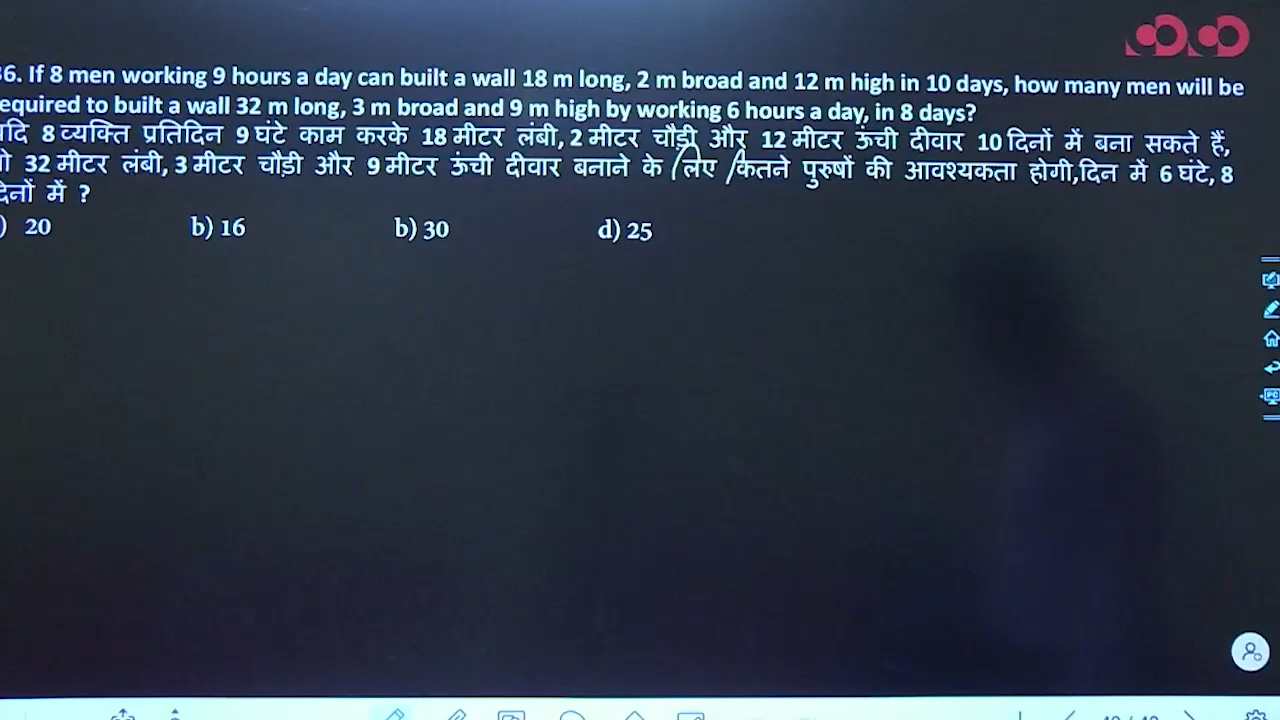 6. If 8 men working 9 hours a day can built a wall 18 m long, 2 m broad and 12 m high in 10 days, how many men will be
equired to built a wall 32 m long, 3 m broad and 9 m high by working 6 hours a day, in 8 days?
दि 8 व्यक्ति प्रतिदिन 9 घंटे काम करके 18 मीटर लंबी, 2 मीटर चौड़ी और 12 मीटर ऊंची दीवार 10 दिनों में बना सकते हैं,
32 मीटर लंबी, 3 मीटर चौड़ी और 9 मीटर ऊंची दीवार बनाने के लिए कितने पुरुषों की आवश्यकता होगी,दिन में 6 घंटे, 8
दिनों में ?
) 20 b) 16 b) 30 d) 25